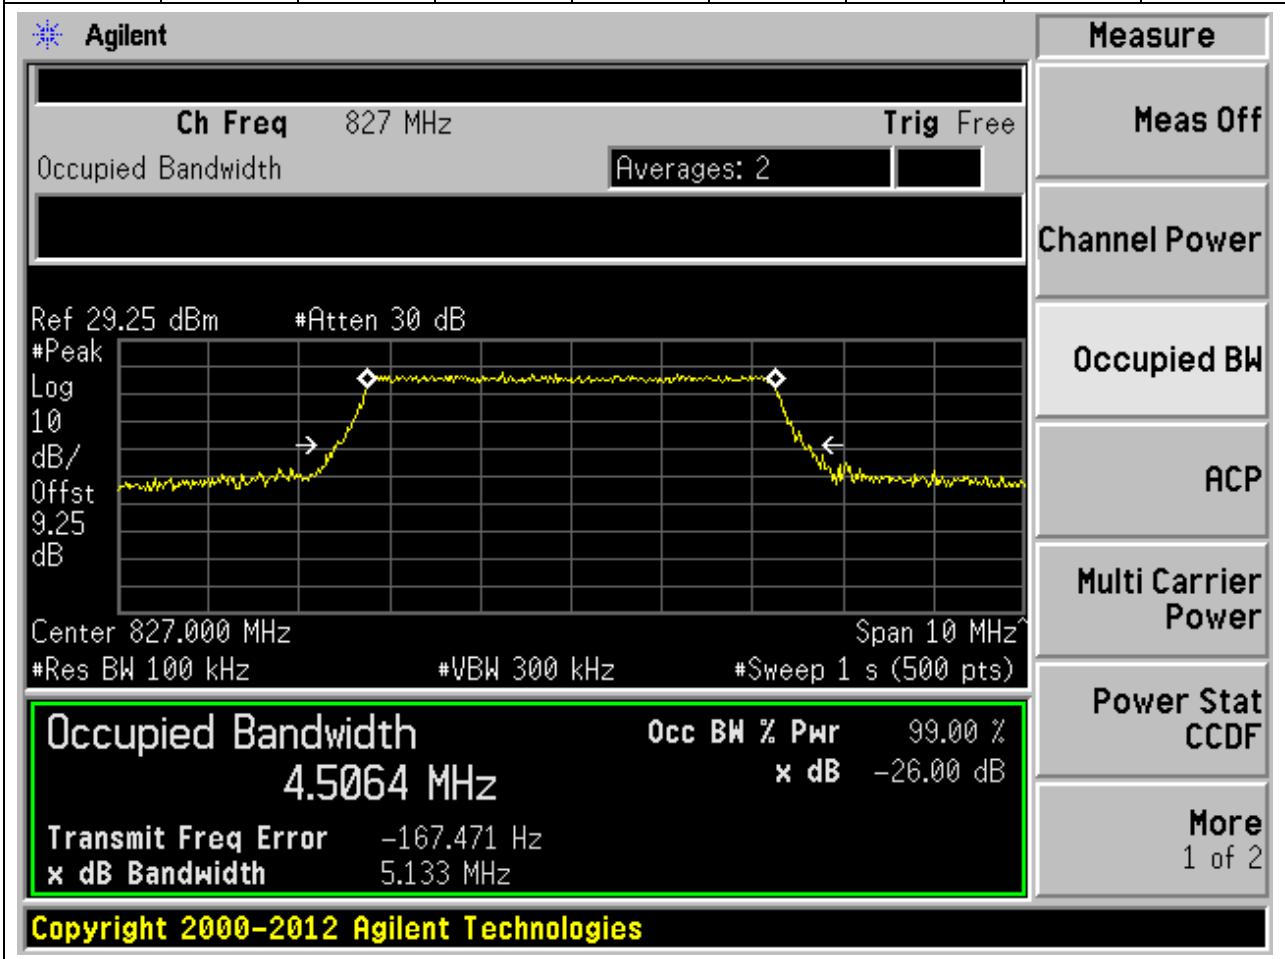 Agilent
Measure
Ch Freq 827 MHz Trig Free
Occupied Bandwidth Averages: 2
Meas Off
Channel Power
Occupied BW
ACP
Multi Carrier
Power
Power Stat
CCDF
More
1 of 2
Ref 29.25 dBm #Atten 30 dB
#Peak
Log
10
dB/
Offst
9.25
dB
Center 827.000 MHz Span 10 MHz^
#Res BW 100 kHz #VBW 300 kHz #Sweep 1 s (500 pts)
Occupied Bandwidth Occ BW % Pwr 99.00 %
4.5064 MHz x dB -26.00 dB
Transmit Freq Error -167.471 Hz
x dB Bandwidth 5.133 MHz
Copyright 2000-2012 Agilent Technologies